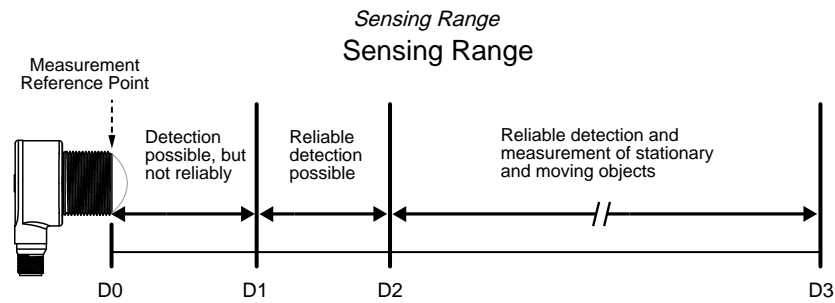 Sensing Range
Sensing Range
Measurement
Reference Point
Detection
possible, but
not reliably
Reliable
detection
possible
Reliable detection and
measurement of stationary
and moving objects
D0
D1
D2
D3